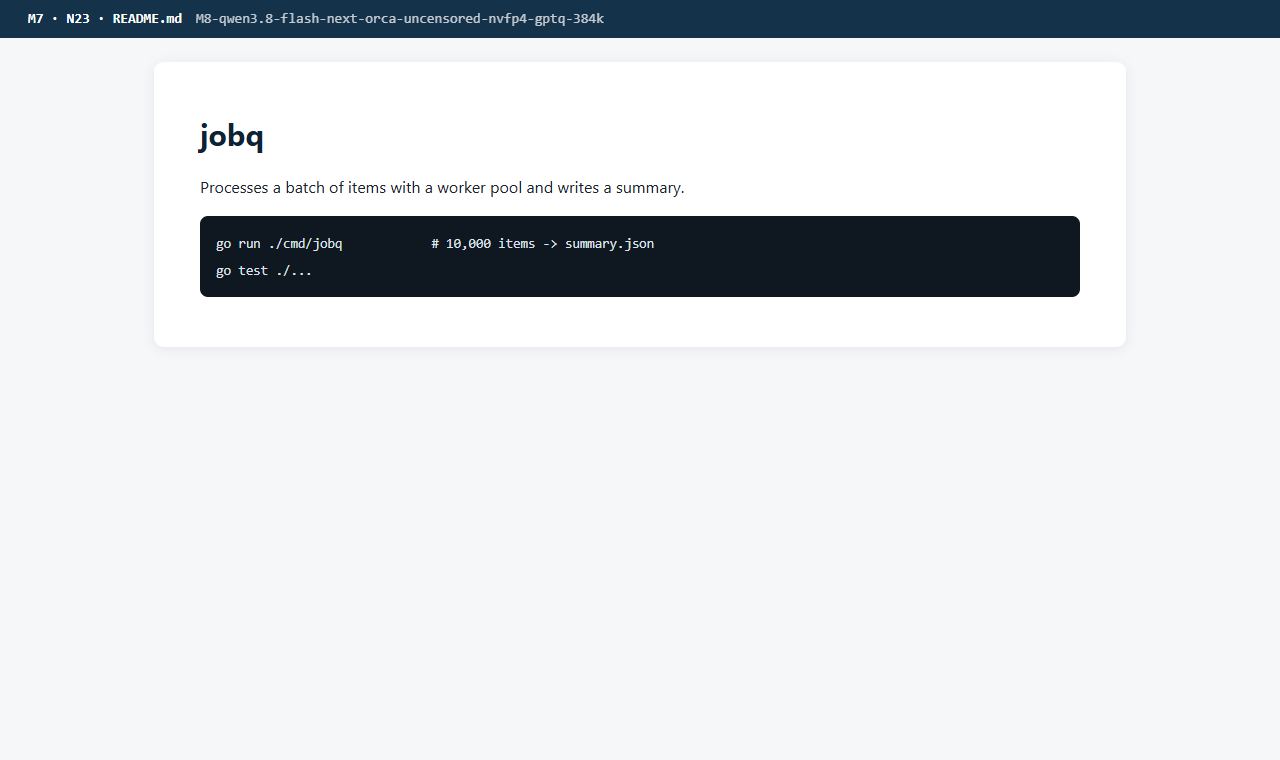 M7 · N23 · README.md M8-qwen3.8-flash-next-orca-uncensored-nvfp4-gptq-384k
jobq
Processes a batch of items with a worker pool and writes a summary.
go run ./cmd/jobq            # 10,000 items -> summary.json
go test ./...